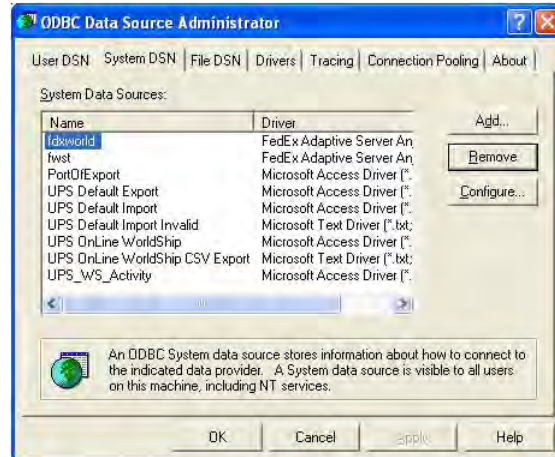 ODBC Data Source Administrator
User DSN System DSN File DSN Drivers Tracing Connection Pooling About
System Data Sources:
Name Driver
fdxworld FedEx Adaptive Server An
fwst FedEx Adaptive Server An
PortOfExport Microsoft Access Driver (*.
UPS Default Export Microsoft Access Driver (*.
UPS Default Import Microsoft Access Driver (*.
UPS Default Import Invalid Microsoft Text Driver (*.txt;
UPS OnLine WorldShip Microsoft Access Driver (*.
UPS OnLine WorldShip CSV Export Microsoft Text Driver (*.txt;
UPS_WS_Activity Microsoft Access Driver (*.
Add...
Remove
Configure...
An ODBC System data source stores information about how to connect to
the indicated data provider. A System data source is visible to all users
on this machine, including NT services.
OK Cancel Apply Help